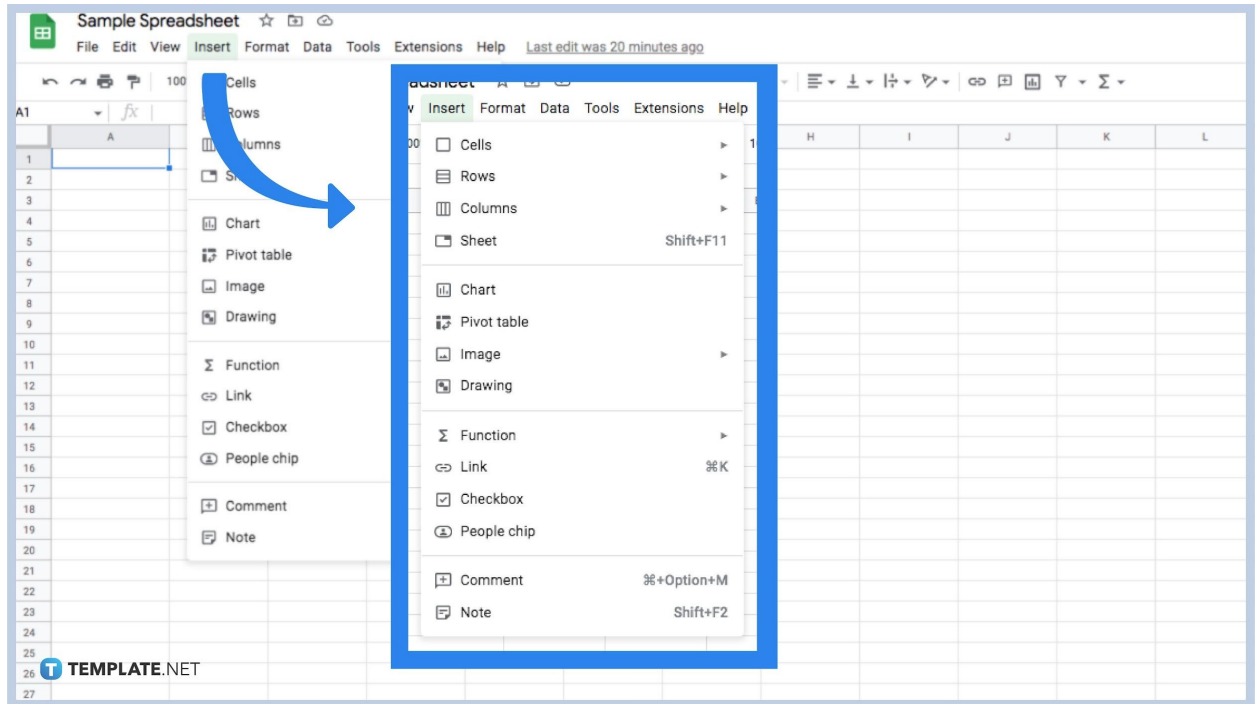 Sample Spreadsheet
File Edit View Insert Format Data Tools Extensions Help Last edit was 20 minutes ago
100
A1 fx
A H I J K L
Cells
Rows
Columns
Chart
Pivot table
Image
Drawing
Function
Link
Checkbox
People chip
Comment
Note
Insert Format Data Tools Extensions Help
Cells
Rows
Columns
Sheet Shift+F11
Chart
Pivot table
Image
Drawing
Σ Function
Link ⌘K
Checkbox
People chip
Comment ⌘+Option+M
Note Shift+F2
1
2
3
4
5
6
7
8
9
10
11
12
13
14
15
16
17
18
19
20
21
22
23
24
25
26
27
T TEMPLATE.NET